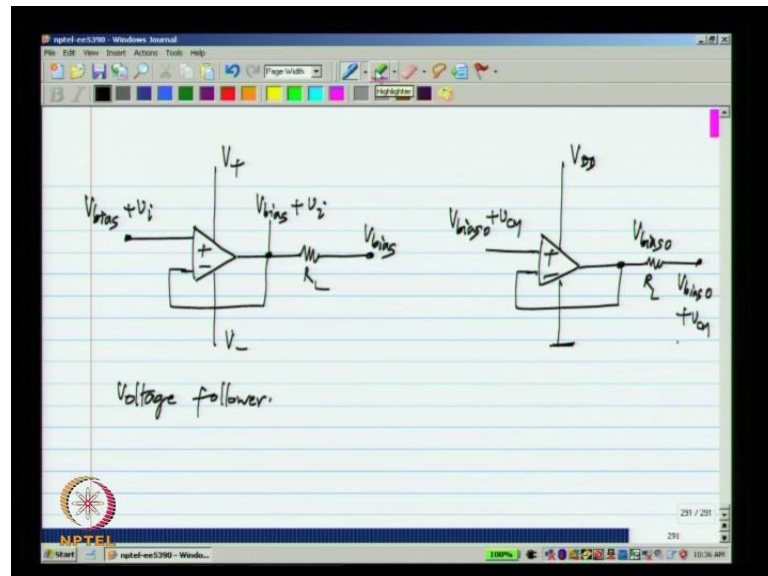 nptel-ee5390 - Windows Journal
File Edit View Insert Actions Tools Help
Page Width
B I
Highlighter
V+
Vbias + vi
Vbias + vi
Vbias
+
-
RL
V-
VDD
Vbias0 + vcm
Vbias0
+
-
RL
Vbias0
+ vcm
Voltage follower.
NPTEL
291 / 291
291
Start
nptel-ee5390 - Windo...
100%
10:36 AM